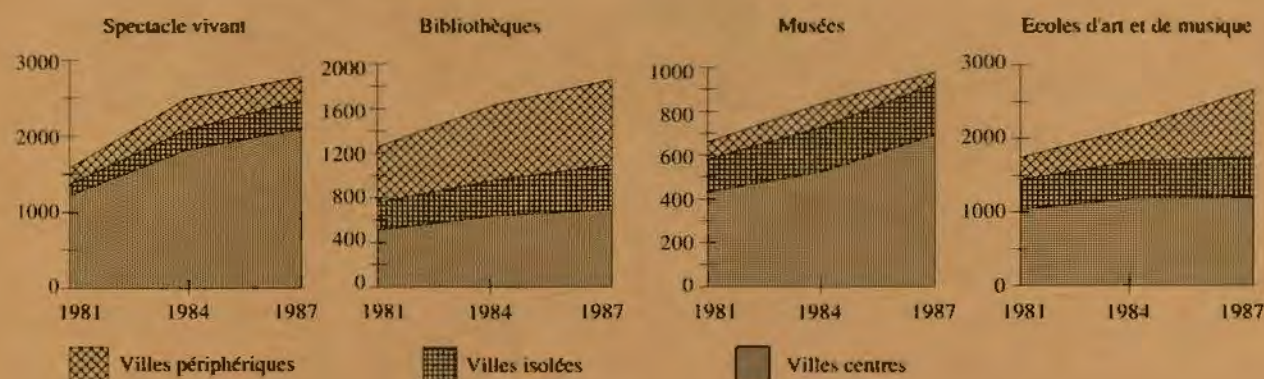 Spectacle vivant
Bibliothèques
Musées
Ecoles d'art et de musique
3000
2000
1000
0
1981 1984 1987
2000
1600
1200
800
400
0
1981 1984 1987
1000
800
600
400
200
0
1981 1984 1987
3000
2000
1000
0
1981 1984 1987
Villes périphériques
Villes isolées
Villes centres